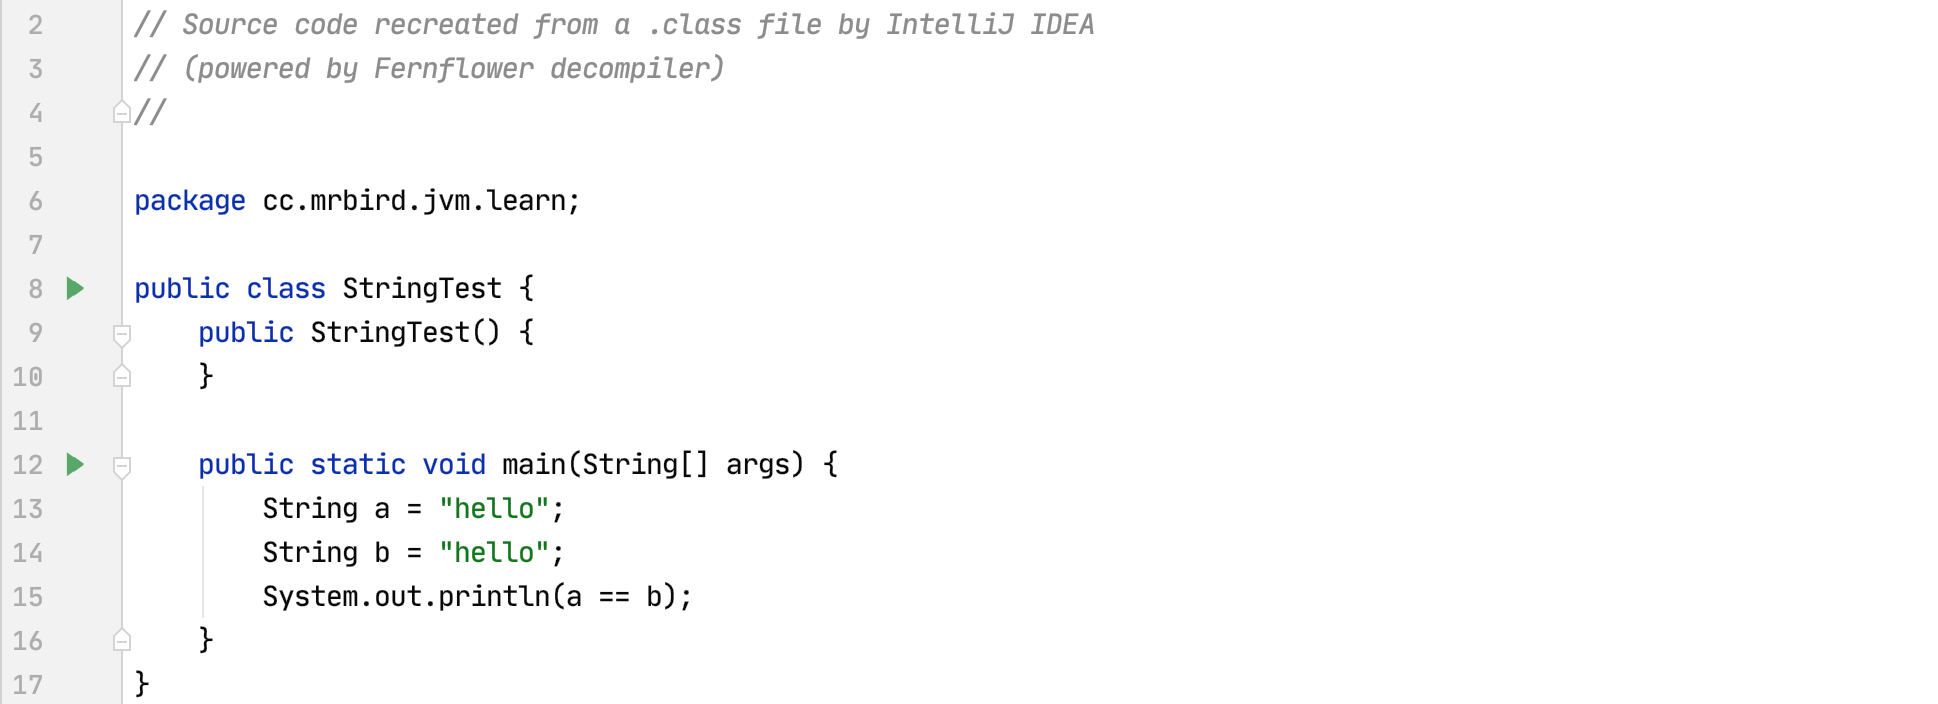 2 // Source code recreated from a .class file by IntelliJ IDEA
3 // (powered by Fernflower decompiler)
4 //
5
6 package cc.mrbird.jvm.learn;
7
8 public class StringTest {
9     public StringTest() {
10     }
11
12     public static void main(String[] args) {
13         String a = "hello";
14         String b = "hello";
15         System.out.println(a == b);
16     }
17 }